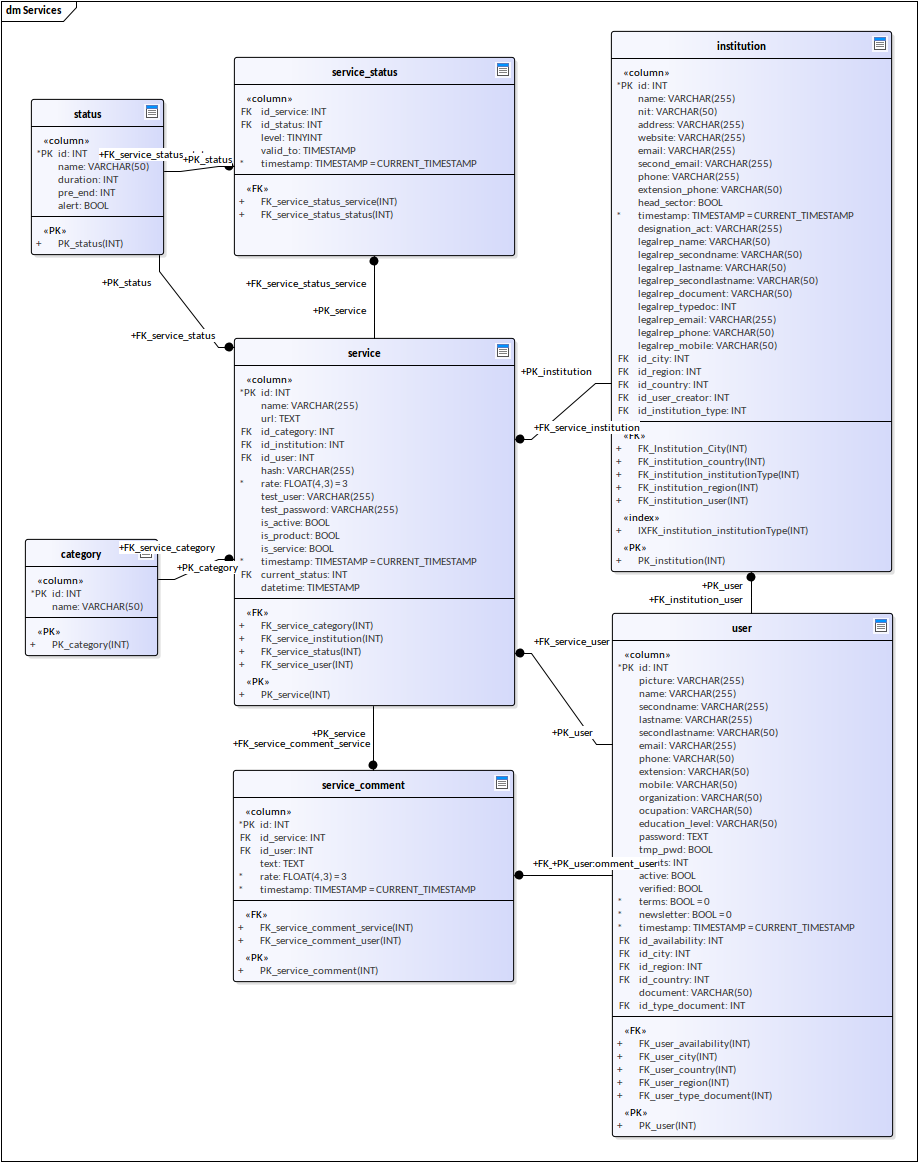 dm Services
service_status
«column»
FK id_service: INT
FK id_status: INT
level: TINYINT
valid_to: TIMESTAMP
* timestamp: TIMESTAMP = CURRENT_TIMESTAMP
«FK»
+ FK_service_status_service(INT)
+ FK_service_status_status(INT)
status
«column»
*PK id: INT
name: VARCHAR(50)
duration: INT
pre_end: INT
alert: BOOL
«PK»
+ PK_status(INT)
+FK_service_status_
+PK_status
+PK_status
+FK_service_status
+FK_service_status_service
+PK_service
service
«column»
*PK id: INT
name: VARCHAR(255)
url: TEXT
FK id_category: INT
FK id_institution: INT
FK id_user: INT
hash: VARCHAR(255)
* rate: FLOAT(4,3) = 3
test_user: VARCHAR(255)
test_password: VARCHAR(255)
is_active: BOOL
is_product: BOOL
is_service: BOOL
* timestamp: TIMESTAMP = CURRENT_TIMESTAMP
FK current_status: INT
datetime: TIMESTAMP
«FK»
+ FK_service_category(INT)
+ FK_service_institution(INT)
+ FK_service_status(INT)
+ FK_service_user(INT)
«PK»
+ PK_service(INT)
category
«column»
*PK id: INT
name: VARCHAR(50)
«PK»
+ PK_category(INT)
+FK_service_category
+PK_category
+PK_service
+FK_service_comment_service
service_comment
«column»
*PK id: INT
FK id_service: INT
FK id_user: INT
text: TEXT
* rate: FLOAT(4,3) = 3
* timestamp: TIMESTAMP = CURRENT_TIMESTAMP
«FK»
+ FK_service_comment_service(INT)
+ FK_service_comment_user(INT)
«PK»
+ PK_service_comment(INT)
institution
«column»
*PK id: INT
name: VARCHAR(255)
nit: VARCHAR(50)
address: VARCHAR(255)
website: VARCHAR(255)
email: VARCHAR(255)
second_email: VARCHAR(255)
phone: VARCHAR(255)
extension_phone: VARCHAR(50)
head_sector: BOOL
* timestamp: TIMESTAMP = CURRENT_TIMESTAMP
designation_act: VARCHAR(255)
legalrep_name: VARCHAR(50)
legalrep_secondname: VARCHAR(50)
legalrep_lastname: VARCHAR(50)
legalrep_secondlastname: VARCHAR(50)
legalrep_document: VARCHAR(50)
legalrep_typedoc: INT
legalrep_email: VARCHAR(255)
legalrep_phone: VARCHAR(50)
legalrep_mobile: VARCHAR(50)
FK id_city: INT
FK id_region: INT
FK id_country: INT
FK id_user_creator: INT
FK id_institution_type: INT
«FK»
+ FK_Institution_City(INT)
+ FK_institution_country(INT)
+ FK_institution_institutionType(INT)
+ FK_institution_region(INT)
+ FK_institution_user(INT)
«index»
+ IXFK_institution_institutionType(INT)
«PK»
+ PK_institution(INT)
+PK_institution
+FK_service_institution
+PK_user
+FK_institution_user
user
«column»
*PK id: INT
picture: VARCHAR(255)
name: VARCHAR(255)
secondname: VARCHAR(255)
lastname: VARCHAR(255)
secondlastname: VARCHAR(50)
email: VARCHAR(255)
phone: VARCHAR(50)
extension: VARCHAR(50)
mobile: VARCHAR(50)
organization: VARCHAR(50)
ocupation: VARCHAR(50)
education_level: VARCHAR(50)
password: TEXT
tmp_pwd: BOOL
nts: INT
active: BOOL
verified: BOOL
* terms: BOOL = 0
* newsletter: BOOL = 0
* timestamp: TIMESTAMP = CURRENT_TIMESTAMP
FK id_availability: INT
FK id_city: INT
FK id_region: INT
FK id_country: INT
document: VARCHAR(50)
FK id_type_document: INT
«FK»
+ FK_user_availability(INT)
+ FK_user_city(INT)
+ FK_user_country(INT)
+ FK_user_region(INT)
+ FK_user_type_document(INT)
«PK»
+ PK_user(INT)
+FK_service_user
+PK_user
+FK_+PK_user:omment_user